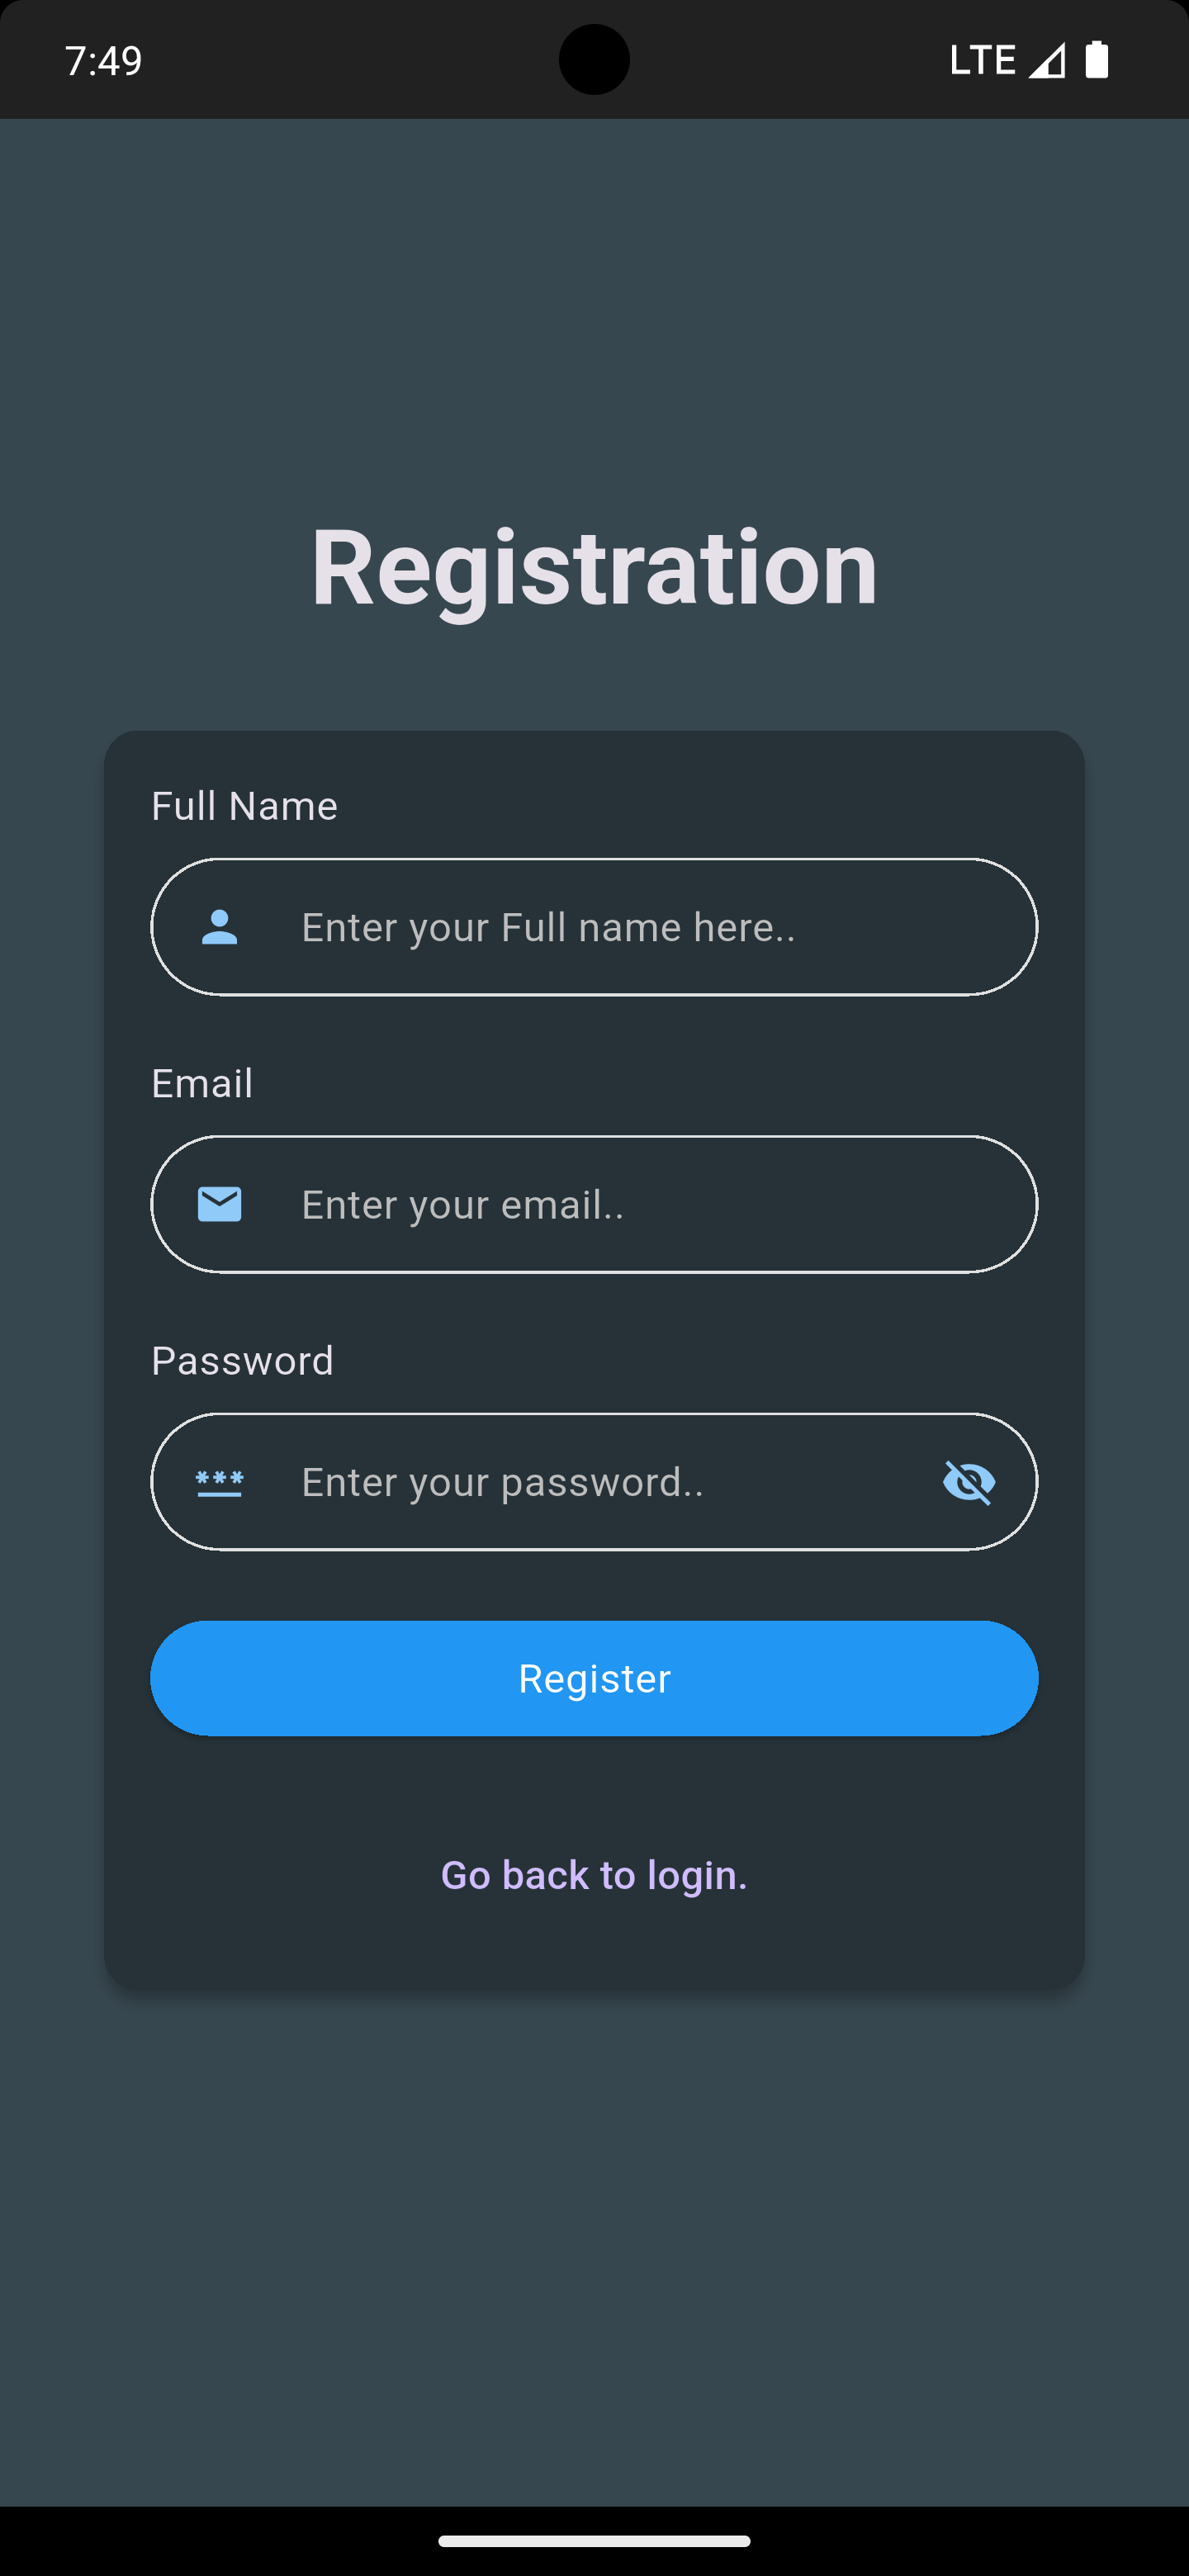 7:49 LTE
Registration
Full Name
Enter your Full name here..
Email
Enter your email..
Password
*** Enter your password..
Register
Go back to login.